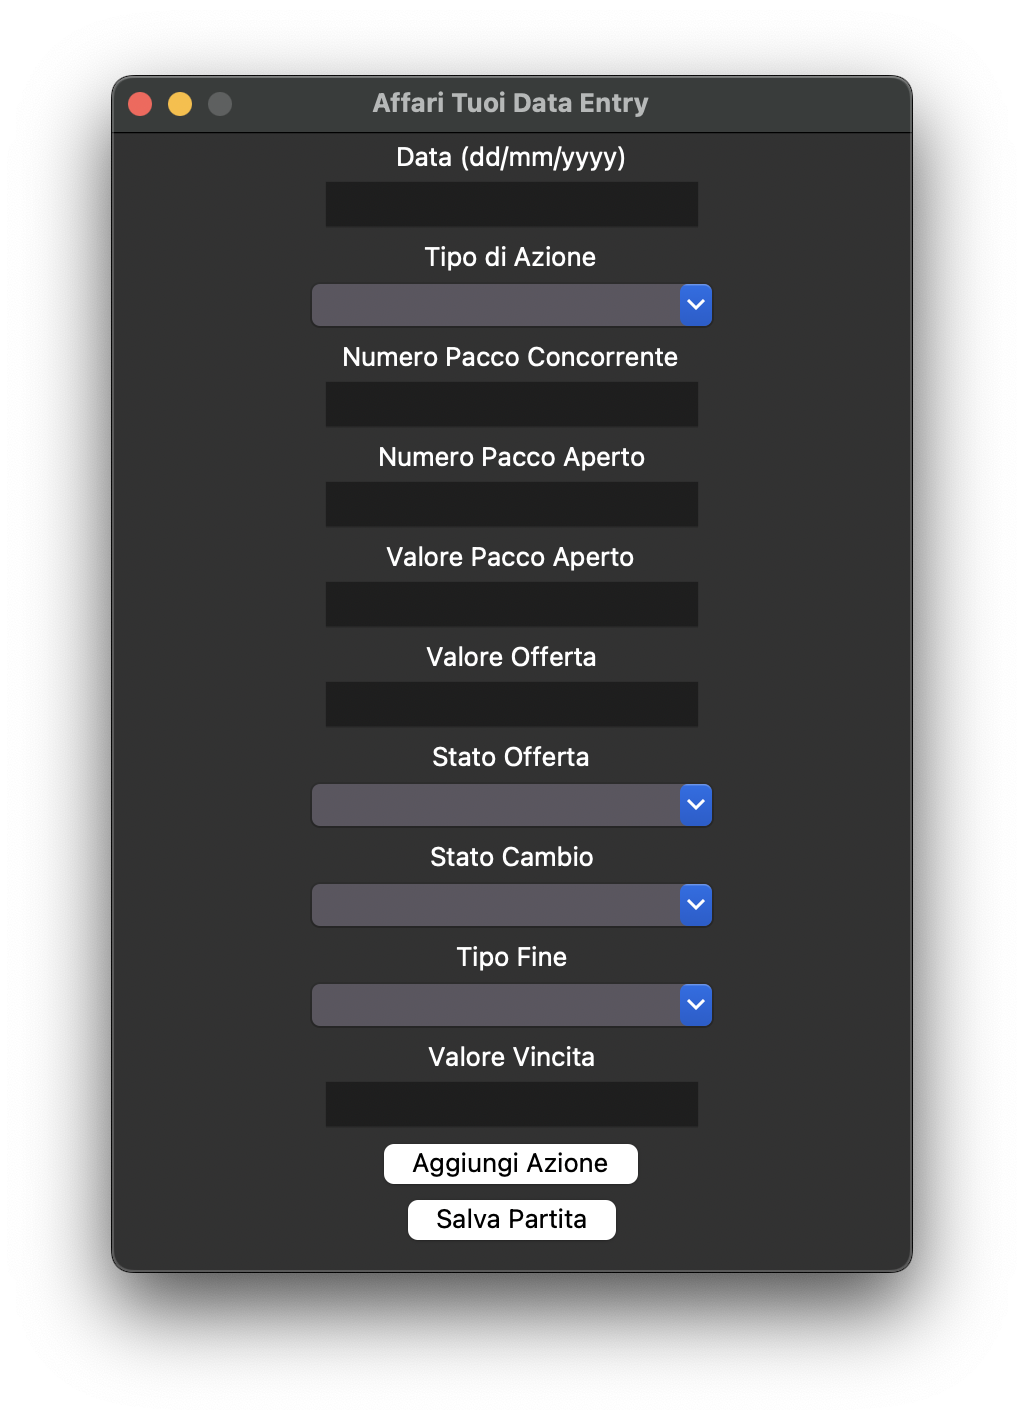 Affari Tuoi Data Entry
Data (dd/mm/yyyy)
Tipo di Azione
Numero Pacco Concorrente
Numero Pacco Aperto
Valore Pacco Aperto
Valore Offerta
Stato Offerta
Stato Cambio
Tipo Fine
Valore Vincita
Aggiungi Azione
Salva Partita